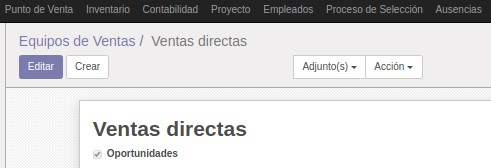 Punto de Venta Inventario Contabilidad Proyecto Empleados Proceso de Selección Ausencias
Equipos de Ventas / Ventas directas
Editar Crear Adjunto(s) Acción
Ventas directas
Oportunidades